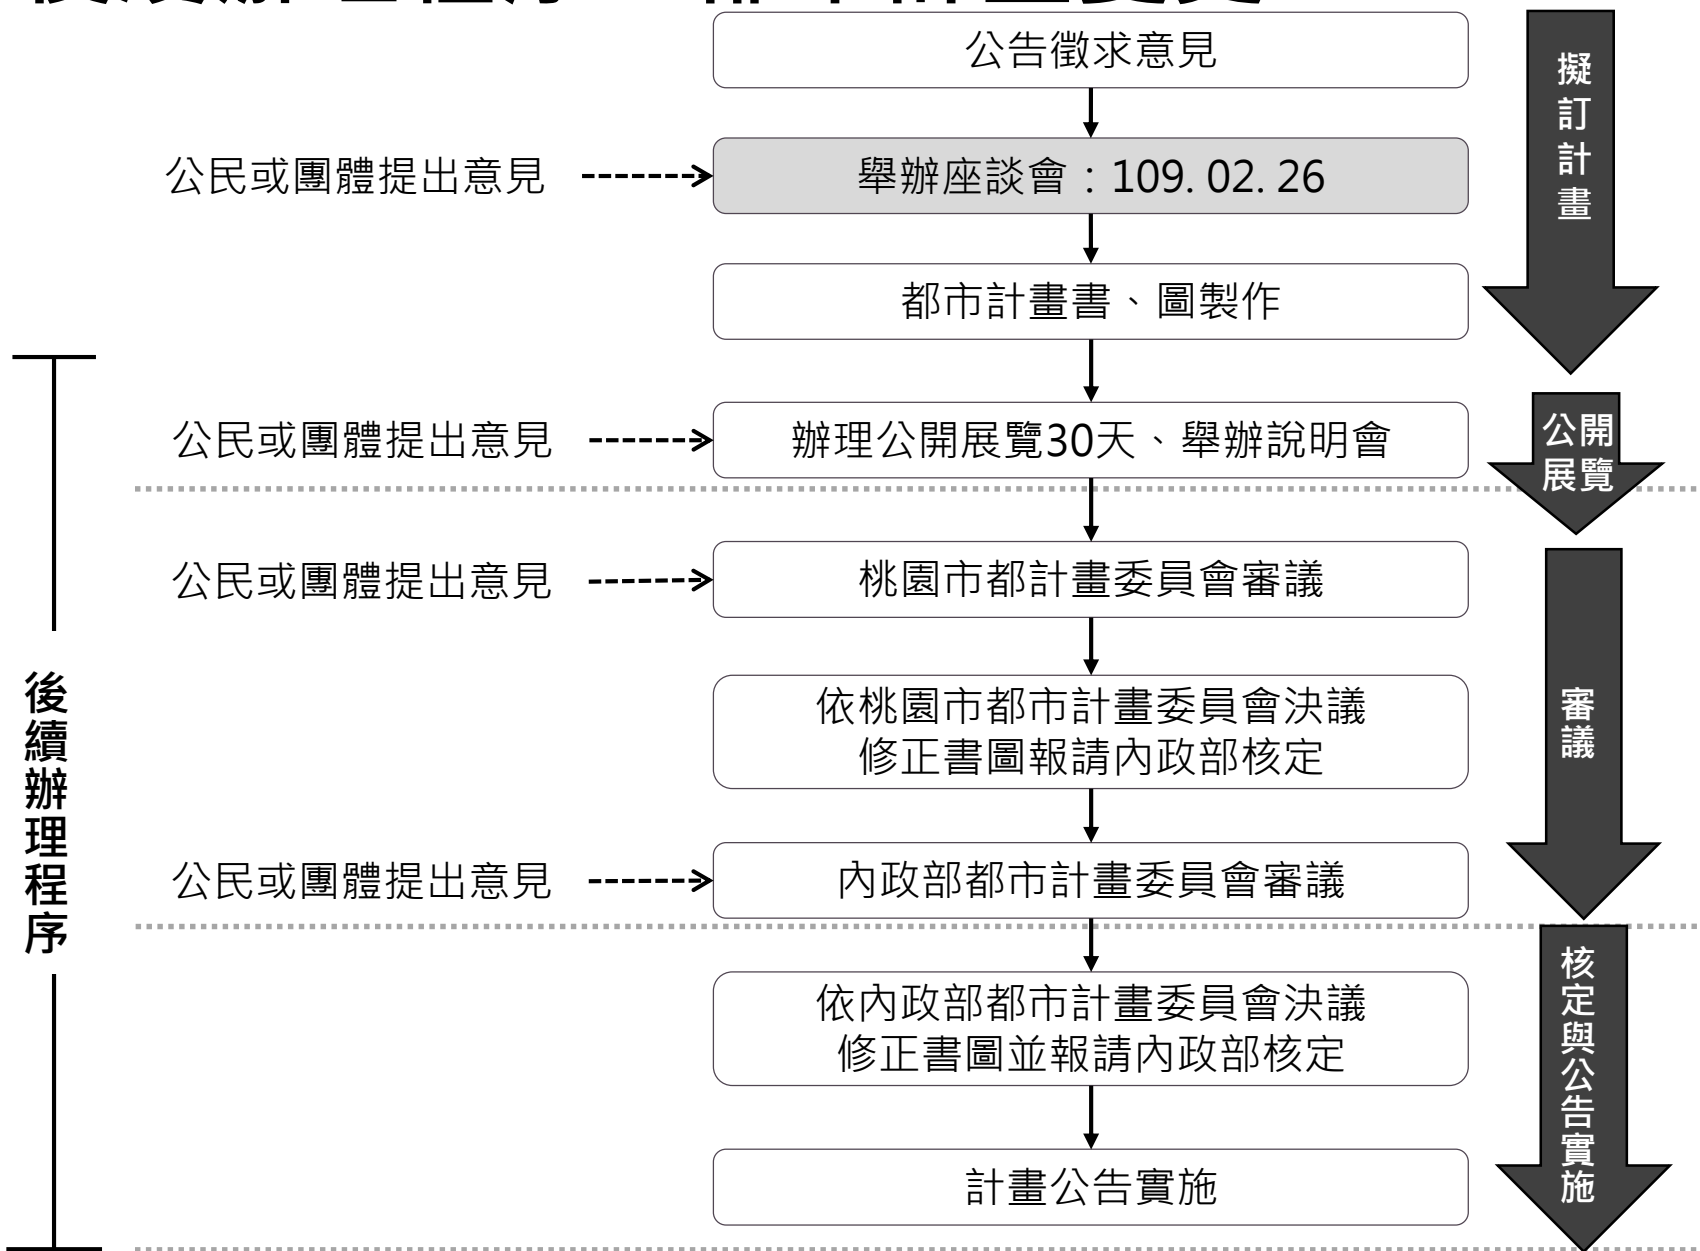 公告徵求意見
公民或團體提出意見
舉辦座談會：109. 02. 26
都市計畫書、圖製作
擬訂計畫
公民或團體提出意見
辦理公開展覽30天、舉辦說明會
公開
展覽
公民或團體提出意見
桃園市都計畫委員會審議
依桃園市都市計畫委員會決議
修正書圖報請內政部核定
審議
後續辦理程序
公民或團體提出意見
內政部都市計畫委員會審議
依內政部都市計畫委員會決議
修正書圖並報請內政部核定
核定與公告實施
計畫公告實施